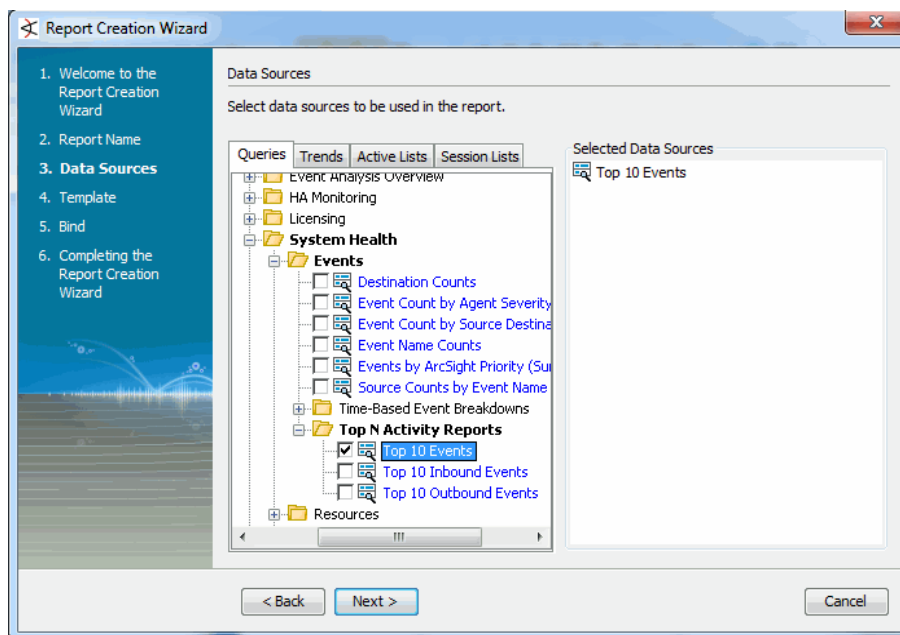 Report Creation Wizard
1. Welcome to the
Report Creation
Wizard
2. Report Name
3. Data Sources
4. Template
5. Bind
6. Completing the
Report Creation
Wizard
Data Sources
Select data sources to be used in the report.
Queries
Trends
Active Lists
Session Lists
Event Analysis Overview
HA Monitoring
Licensing
System Health
Events
Destination Counts
Event Count by Agent Severity
Event Count by Source Destina
Event Name Counts
Events by ArcSight Priority (Su
Source Counts by Event Name
Time-Based Event Breakdowns
Top N Activity Reports
Top 10 Events
Top 10 Inbound Events
Top 10 Outbound Events
Resources
Selected Data Sources
Top 10 Events
< Back
Next >
Cancel